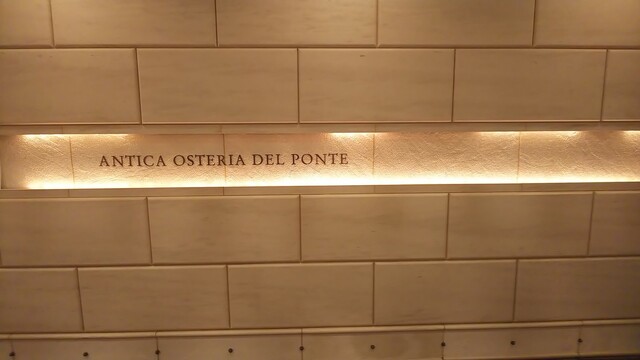 ANTICA OSTERIA DEL PONTE